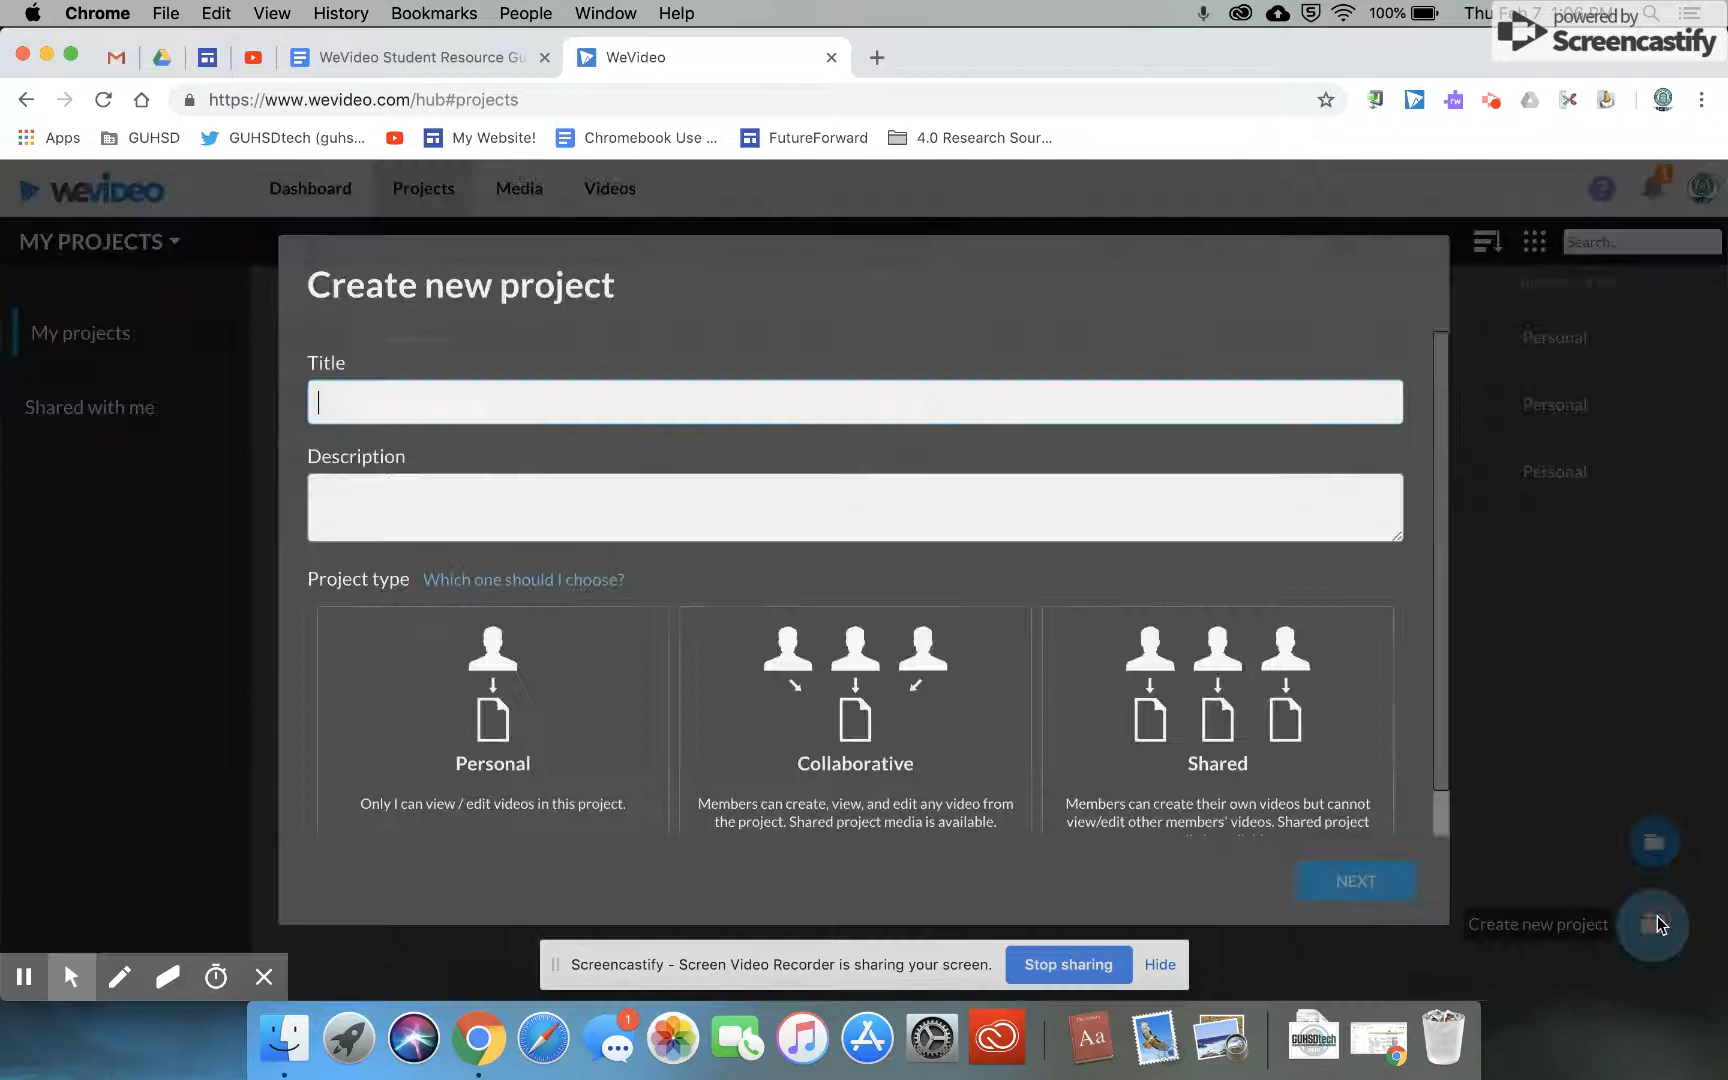 Chrome File Edit View History Bookmarks People Window Help
100%
Thu
powered by
Screencastify
WeVideo Student Resource Gu
WeVideo
https://www.wevideo.com/hub#projects
Apps
GUHSD
GUHSDtech (guhs...
My Website!
Chromebook Use ...
FutureForward
4.0 Research Sour...
WEVIDEO
Dashboard
Projects
Media
Videos
1
MY PROJECTS
Search..
My projects
Shared with me
Create new project
Title
Description
Project type Which one should I choose?
Personal
Only I can view / edit videos in this project.
Collaborative
Members can create, view, and edit any video from
the project. Shared project media is available.
Shared
Members can create their own videos but cannot
view/edit other members' videos. Shared project
Personal
Personal
Personal
NEXT
Create new project
Screencastify - Screen Video Recorder is sharing your screen.
Stop sharing
Hide
1
Aa
GUHSDtech